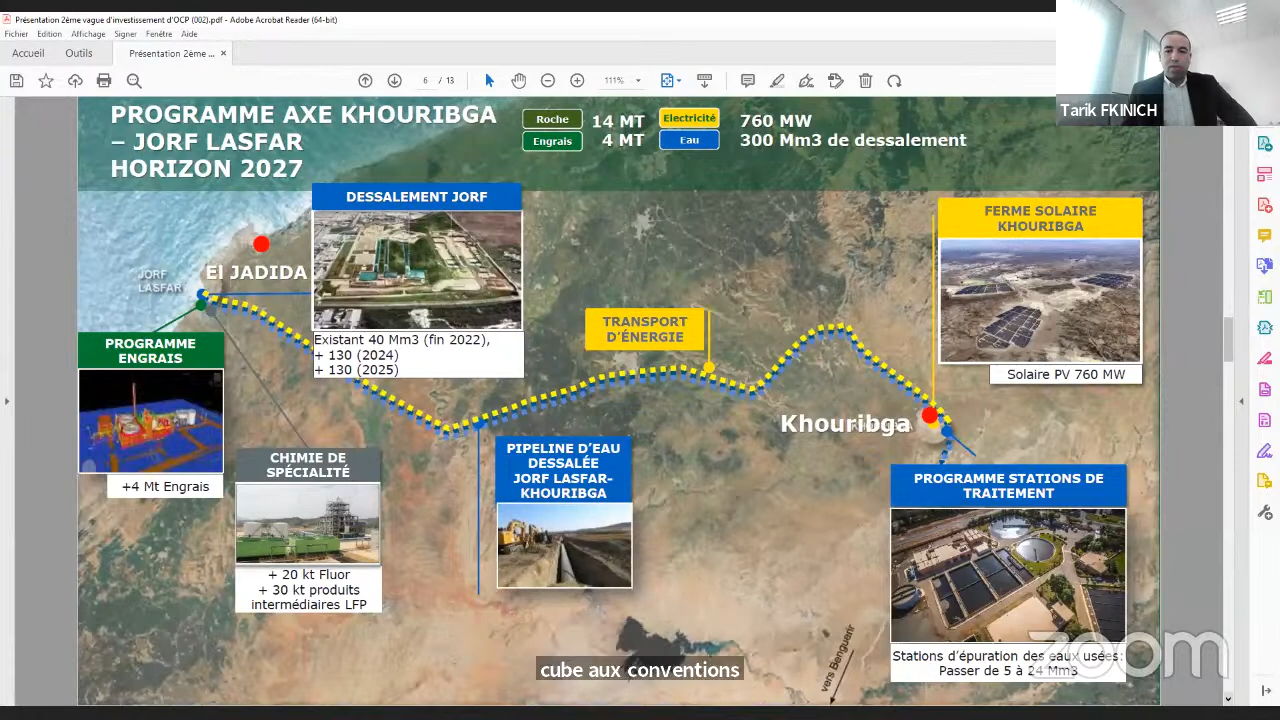 Présentation 2ème vague d'investissement d'OCP (002).pdf - Adobe Acrobat Reader (64-bit)
Fichier Edition Affichage Signer Fenêtre Aide
Accueil Outils Présentation 2ème ... ×
6 / 13 111%
Tarik FKINICH
PROGRAMME AXE KHOURIBGA
– JORF LASFAR
HORIZON 2027
Roche 14 MT Electricité 760 MW
Engrais 4 MT Eau 300 Mm3 de dessalement
DESSALEMENT JORF
Existant 40 Mm3 (fin 2022),
+ 130 (2024)
+ 130 (2025)
FERME SOLAIRE
KHOURIBGA
Solaire PV 760 MW
JORF
LASFAR
El JADIDA
TRANSPORT
D'ÉNERGIE
PROGRAMME
ENGRAIS
+4 Mt Engrais
Khouribga
CHIMIE DE
SPÉCIALITÉ
+ 20 kt Fluor
+ 30 kt produits
intermédiaires LFP
PIPELINE D'EAU
DESSALÉE
JORF LASFAR-
KHOURIBGA
PROGRAMME STATIONS DE
TRAITEMENT
Stations d'épuration des eaux usées:
Passer de 5 à 24 Mm3
vers Benguerir
zoom
cube aux conventions